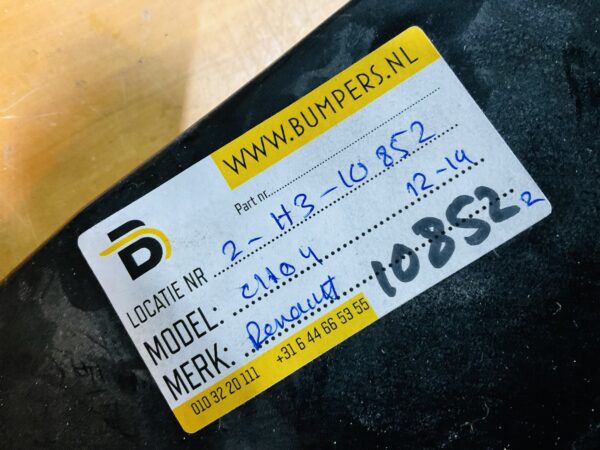 WWW.BUMPERS.NL
Part nr.
LOCATIE NR 2-H3-10852
MODEL: CLIO 4 12-19
MERK: Renault 10852 2
010 32 20 111 +31 6 44 66 53 55